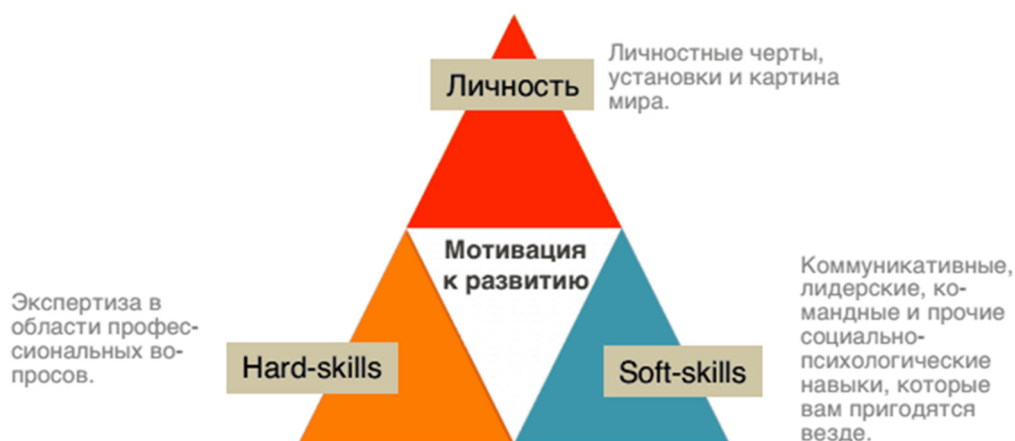 Личность
Личностные черты,
установки и картина
мира.
Мотивация
к развитию
Экспертиза в
области профес-
сиональных во-
просов.
Hard-skills
Soft-skills
Коммуникативные,
лидерские, ко-
мандные и прочие
социально-
психологические
навыки, которые
вам пригодятся
везде.